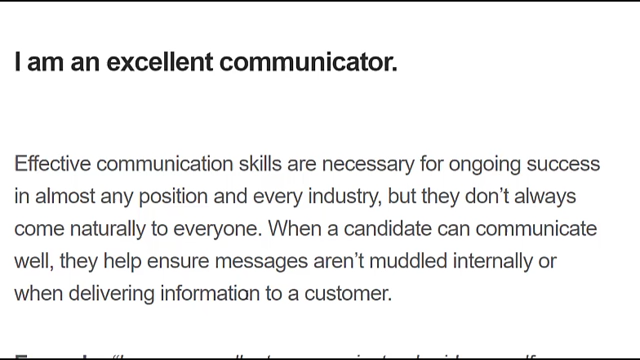 I am an excellent communicator.
Effective communication skills are necessary for ongoing success
in almost any position and every industry, but they don’t always
come naturally to everyone. When a candidate can communicate
well, they help ensure messages aren’t muddled internally or
when delivering information to a customer.